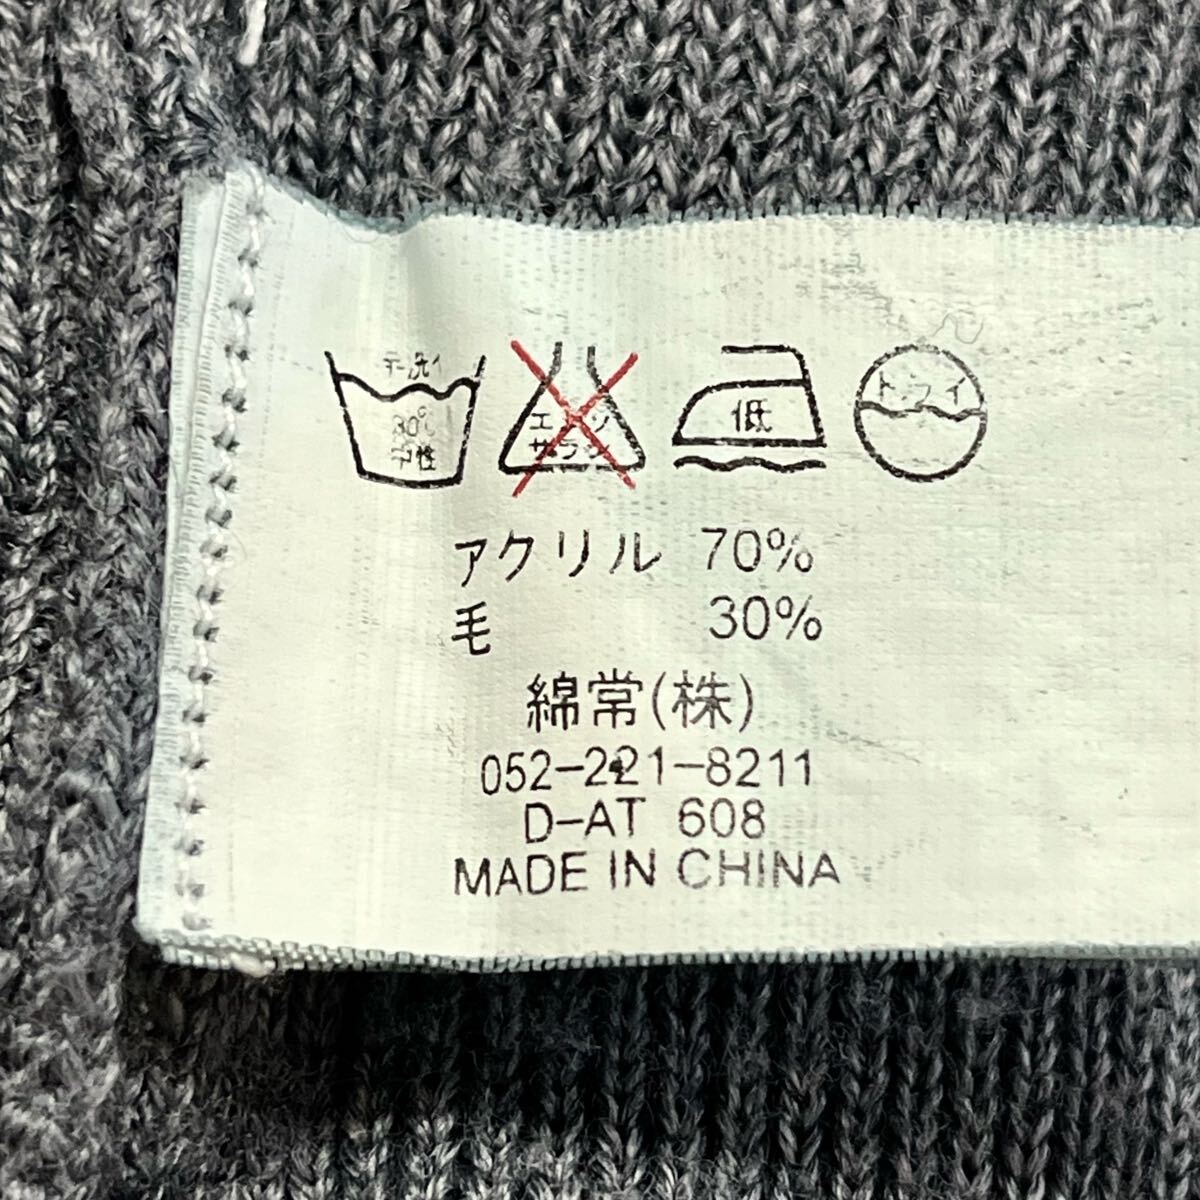 手洗イ
30℃
中性
エンソ
サラシ
低
ドライ
アクリル 70%
毛 30%
綿常(株)
052-221-8211
D-AT 608
MADE IN CHINA